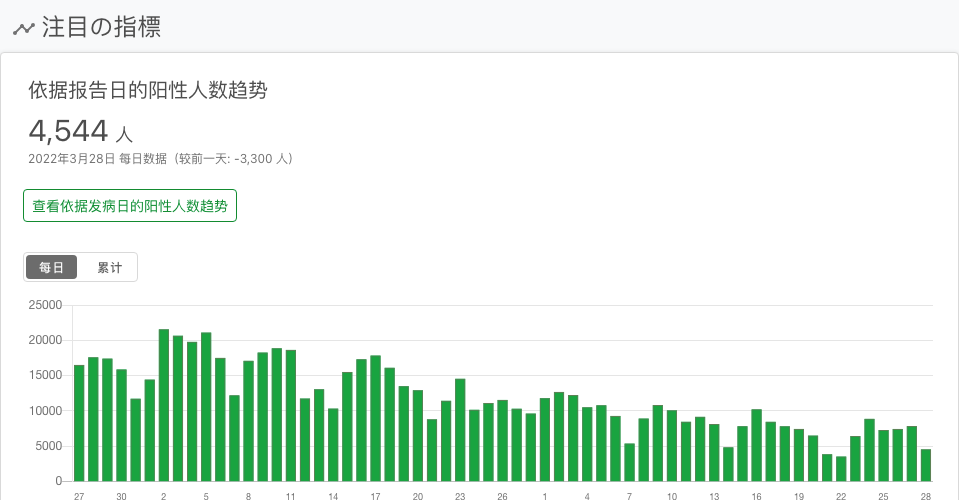 注目の指標
依据报告日的阳性人数趋势
4,544 人
2022年3月28日 每日数据（较前一天: -3,300 人）
查看依据发病日的阳性人数趋势
每日 累计
25000
20000
15000
10000
5000
0
27 30 2 5 8 11 14 17 20 23 26 1 4 7 10 13 16 19 22 25 28